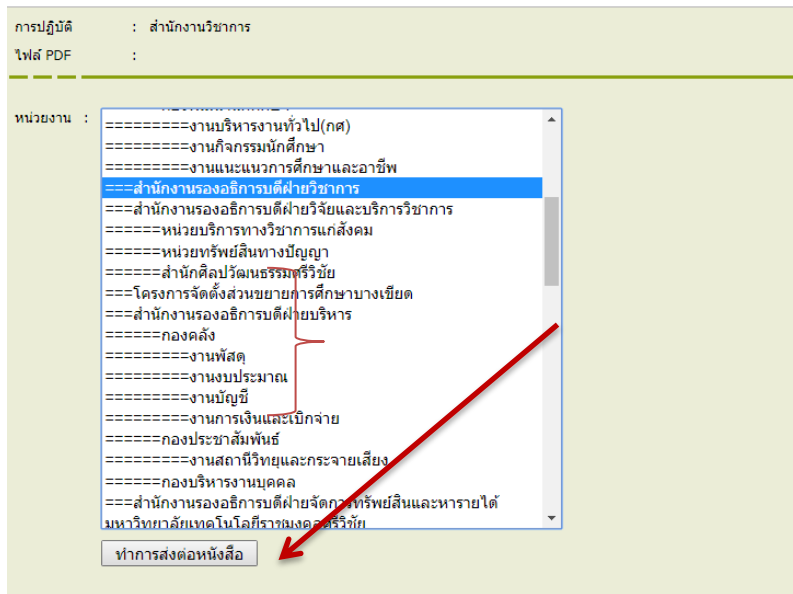 การปฏิบัติ : สำนักงานวิชาการ
ไฟล์ PDF :
หน่วยงาน :
=========งานบริหารงานทั่วไป(กศ)
=========งานกิจกรรมนักศึกษา
=========งานแนะแนวการศึกษาและอาชีพ
===สำนักงานรองอธิการบดีฝ่ายวิชาการ
===สำนักงานรองอธิการบดีฝ่ายวิจัยและบริการวิชาการ
======หน่วยบริการทางวิชาการแก่สังคม
======หน่วยทรัพย์สินทางปัญญา
======สำนักศิลปวัฒนธรรมศรีวิชัย
===โครงการจัดตั้งส่วนขยายการศึกษาบางเขียด
===สำนักงานรองอธิการบดีฝ่ายบริหาร
======กองคลัง
=========งานพัสดุ
=========งานงบประมาณ
=========งานบัญชี
=========งานการเงินและเบิกจ่าย
======กองประชาสัมพันธ์
=========งานสถานีวิทยุและกระจายเสียง
======กองบริหารงานบุคคล
===สำนักงานรองอธิการบดีฝ่ายจัดการทรัพย์สินและหารายได้
มหาวิทยาลัยเทคโนโลยีราชมงคลศรีวิชัย
ทำการส่งต่อหนังสือ